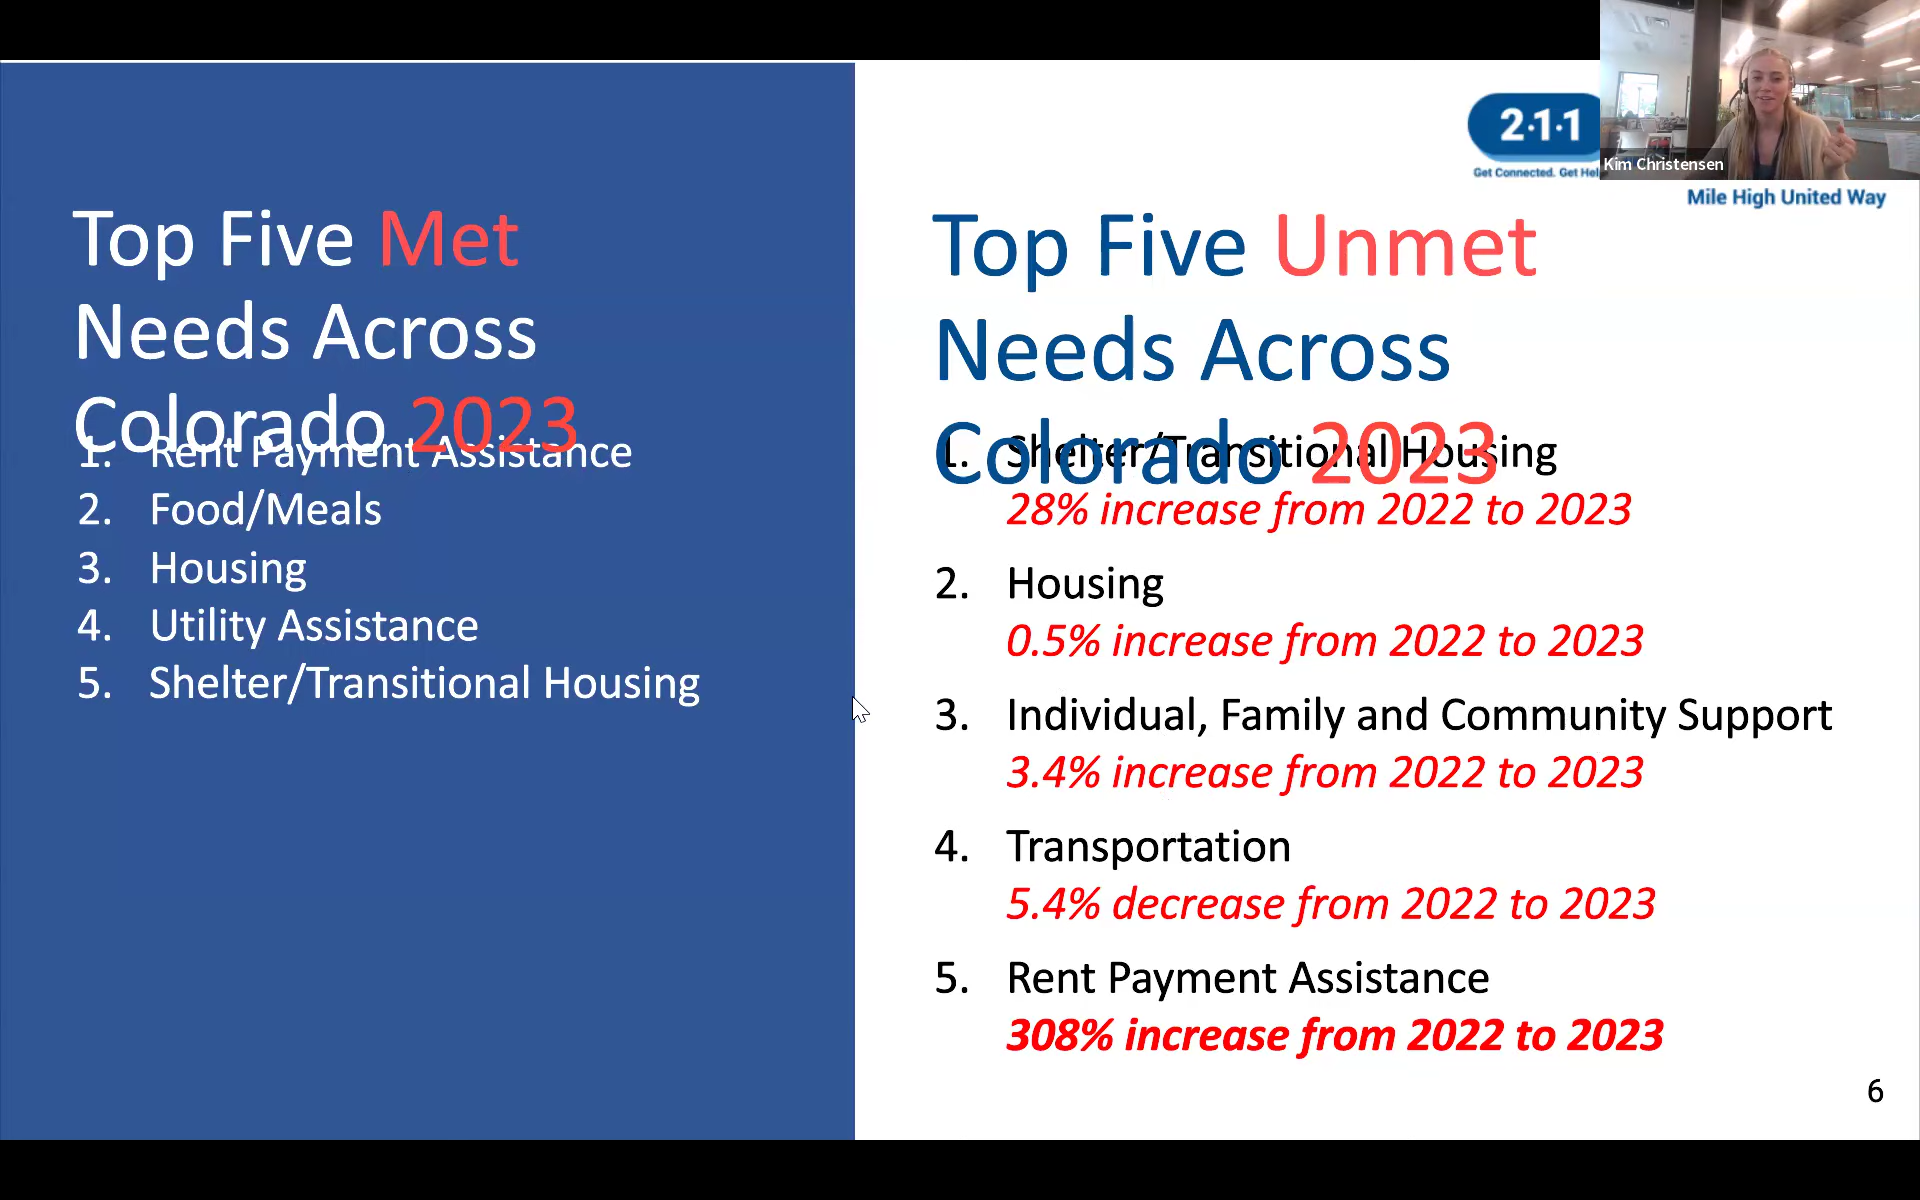 Top Five Met
Needs Across
Colorado 2023
1. Rent Payment Assistance
2. Food/Meals
3. Housing
4. Utility Assistance
5. Shelter/Transitional Housing
2·1·1
Get Connected. Get
Kim Christensen
Mile High United Way
Top Five Unmet
Needs Across
Colorado 2023
1. Shelter/Transitional Housing
28% increase from 2022 to 2023
2. Housing
0.5% increase from 2022 to 2023
3. Individual, Family and Community Support
3.4% increase from 2022 to 2023
4. Transportation
5.4% decrease from 2022 to 2023
5. Rent Payment Assistance
308% increase from 2022 to 2023
6